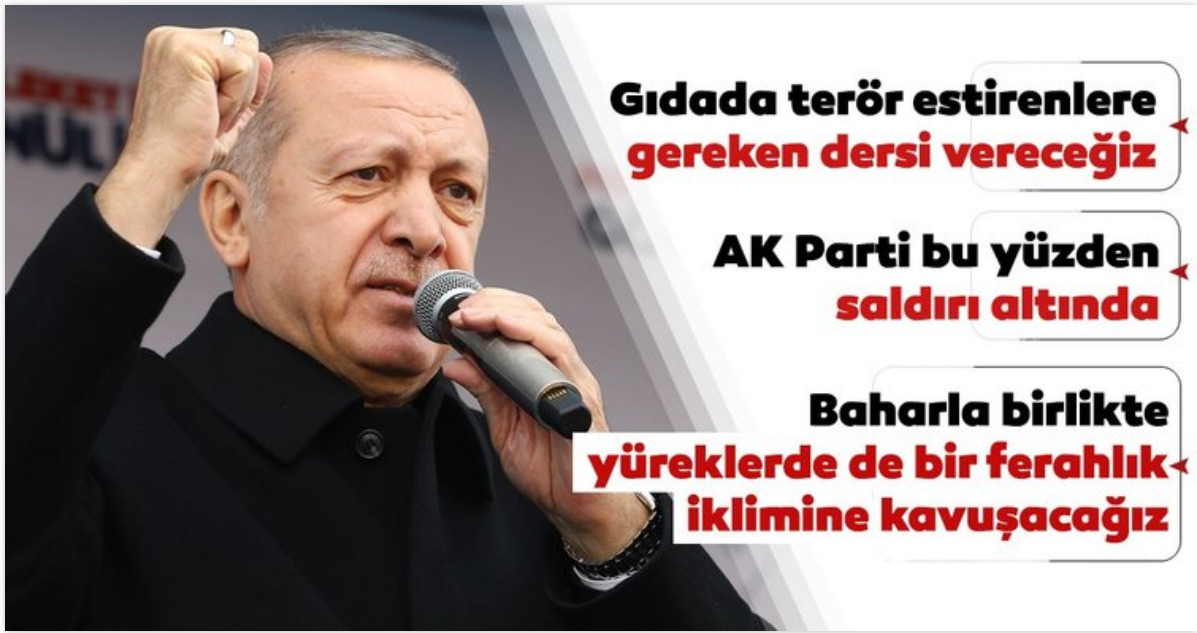 Gıdada terör estirenlere
gereken dersi vereceğiz
AK Parti bu yüzden
saldırı altında
Baharla birlikte
yüreklerde de bir ferahlık
iklimine kavuşacağız